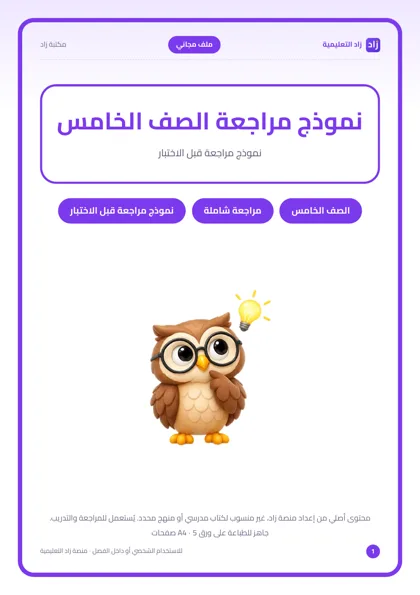 زاد
زاد التعليمية
ملف مجاني
مكتبة زاد
نموذج مراجعة الصف الخامس
نموذج مراجعة قبل الاختبار
الصف الخامس
مراجعة شاملة
نموذج مراجعة قبل الاختبار
محتوى أصلي من إعداد منصة زاد، غير منسوب لكتاب مدرسي أو منهج محدد. يُستعمل للمراجعة والتدريب.
جاهز للطباعة على ورق A4 · 5 صفحات
للاستخدام الشخصي أو داخل الفصل · منصة زاد التعليمية
1